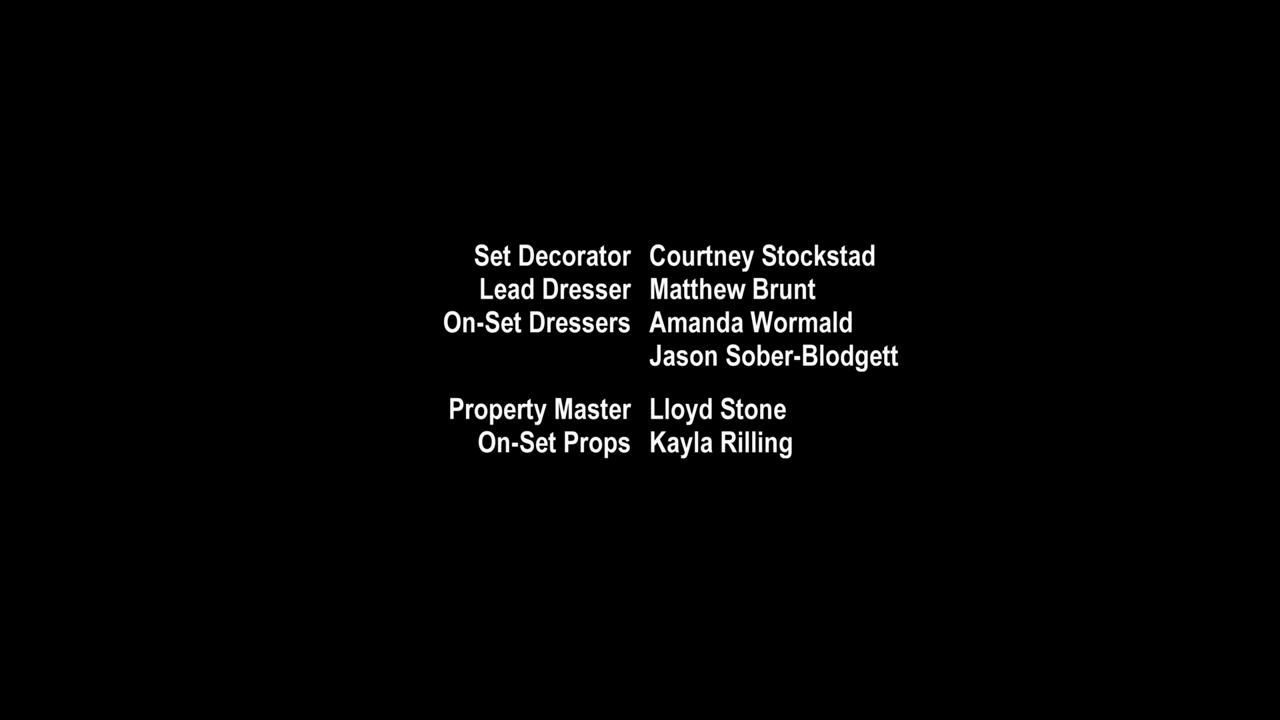 Set Decorator Courtney Stockstad
Lead Dresser Matthew Brunt
On-Set Dressers Amanda Wormald
Jason Sober-Blodgett
Property Master Lloyd Stone
On-Set Props Kayla Rilling